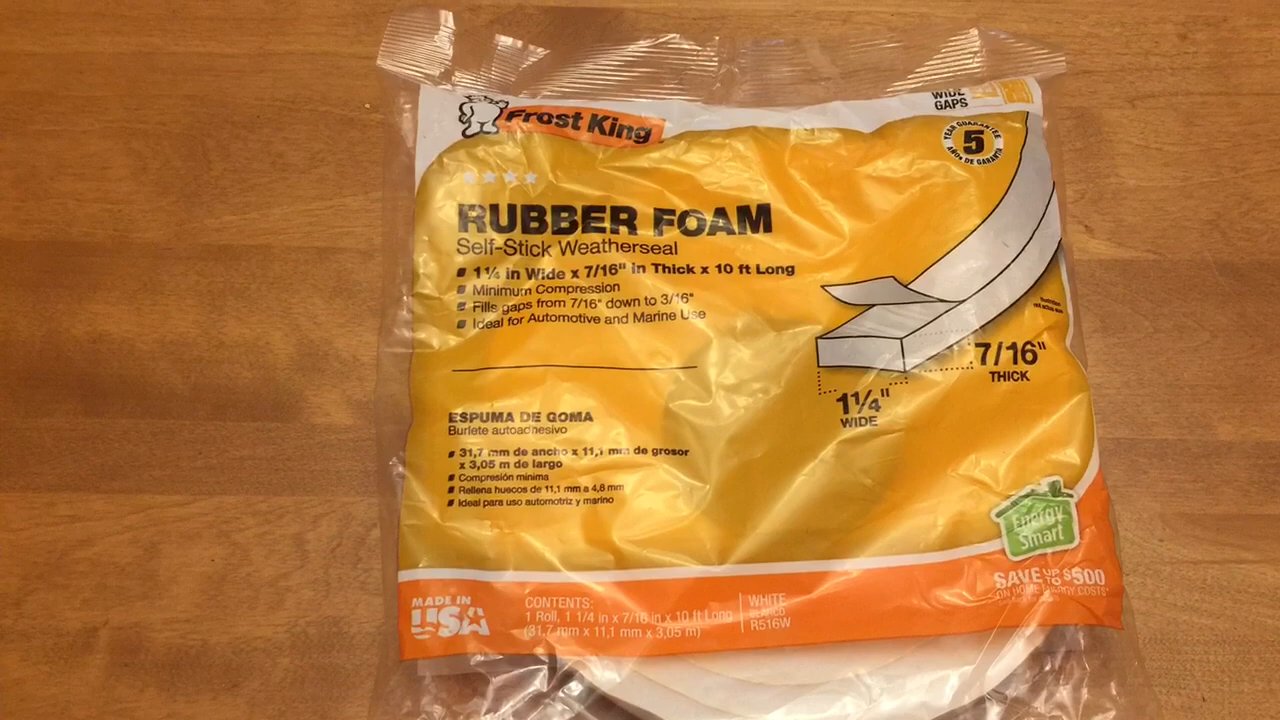 Frost King
WIDE
GAPS
5
YEAR GUARANTEE
AÑOS DE GARANTIA
RUBBER FOAM
Self-Stick Weatherseal
1 1/4 in Wide x 7/16" in Thick x 10 ft Long
Minimum Compression
Fills gaps from 7/16" down to 3/16"
Ideal for Automotive and Marine Use
7/16"
THICK
1 1/4"
WIDE
ESPUMA DE GOMA
Burlete autoadhesivo
31,7 mm de ancho x 11,1 mm de grosor
x 3,05 m de largo
Compresión mínima
Rellena huecos de 11,1 mm a 4,8 mm
Ideal para uso automotriz y marino
Energy
Smart
SAVE UP TO $500
ON HOME ENERGY COSTS*
MADE IN
USA
CONTENTS:
1 Roll, 1 1/4 in x 7/16 in x 10 ft Long
(31,7 mm x 11,1 mm x 3,05 m)
WHITE
BLANCO
R516W